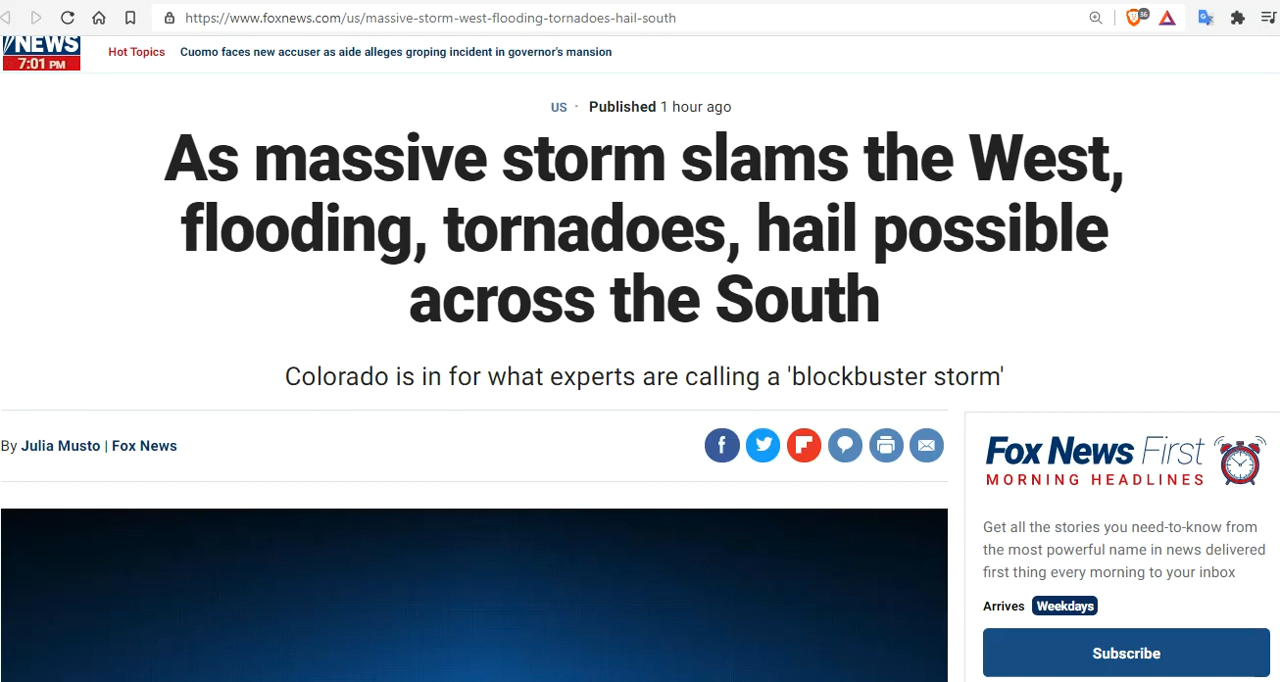 https://www.foxnews.com/us/massive-storm-west-flooding-tornadoes-hail-south
36
NEWS
7:01 PM
Hot Topics Cuomo faces new accuser as aide alleges groping incident in governor's mansion
US · Published 1 hour ago
As massive storm slams the West,
flooding, tornadoes, hail possible
across the South
Colorado is in for what experts are calling a 'blockbuster storm'
By Julia Musto | Fox News
Fox News First
MORNING HEADLINES
Get all the stories you need-to-know from
the most powerful name in news delivered
first thing every morning to your inbox
Arrives Weekdays
Subscribe